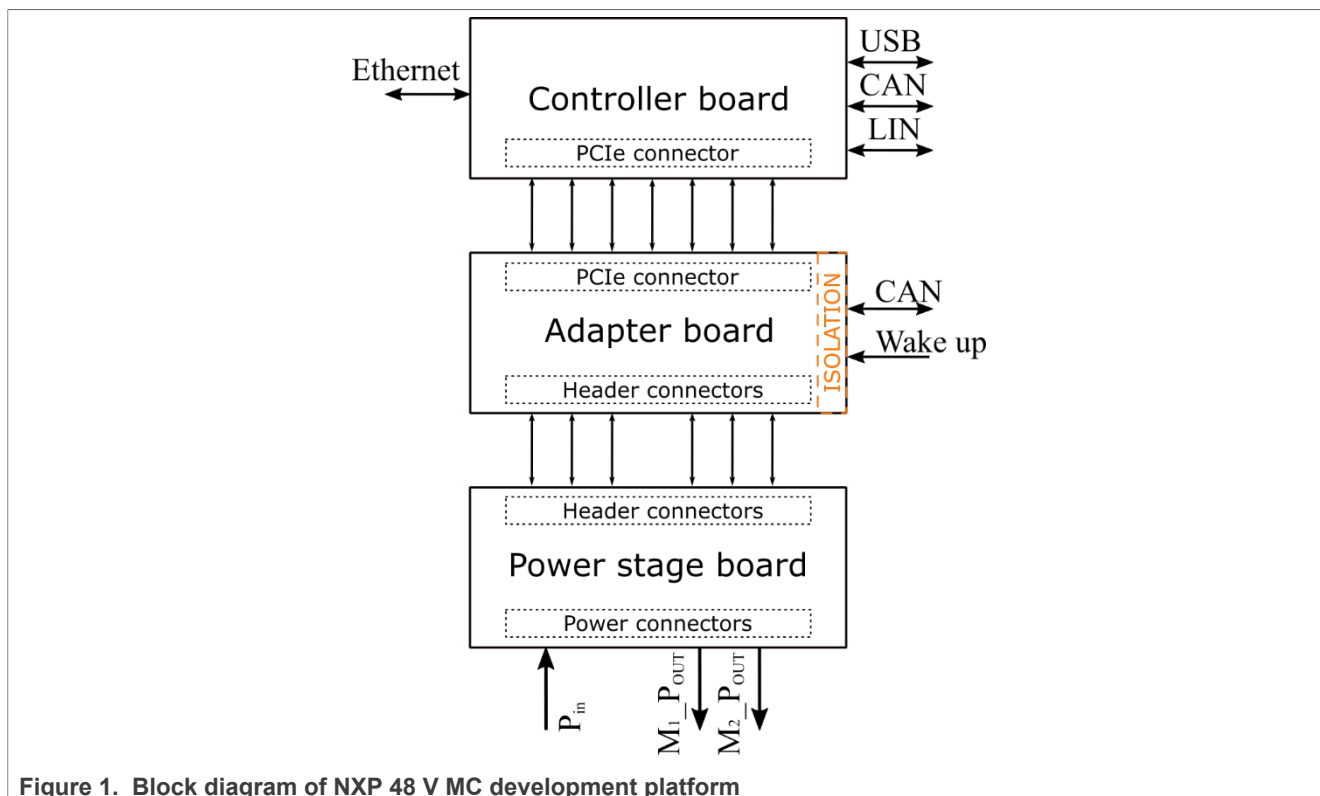 Ethernet
Controller board
USB
CAN
LIN
PCIe connector
PCIe connector
Adapter board
Header connectors
ISOLATION
CAN
Wake up
Header connectors
Power stage board
Power connectors
Pin
M1_POUT
M2_POUT
Figure 1. Block diagram of NXP 48 V MC development platform